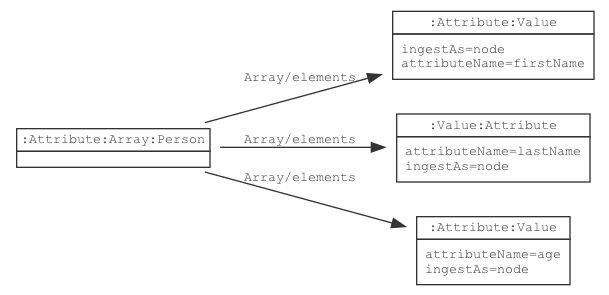 :Attribute:Value
ingestAs=node
attributeName=firstName
Array/elements
:Attribute:Array:Person
Array/elements
:Value:Attribute
attributeName=lastName
ingestAs=node
Array/elements
:Attribute:Value
attributeName=age
ingestAs=node